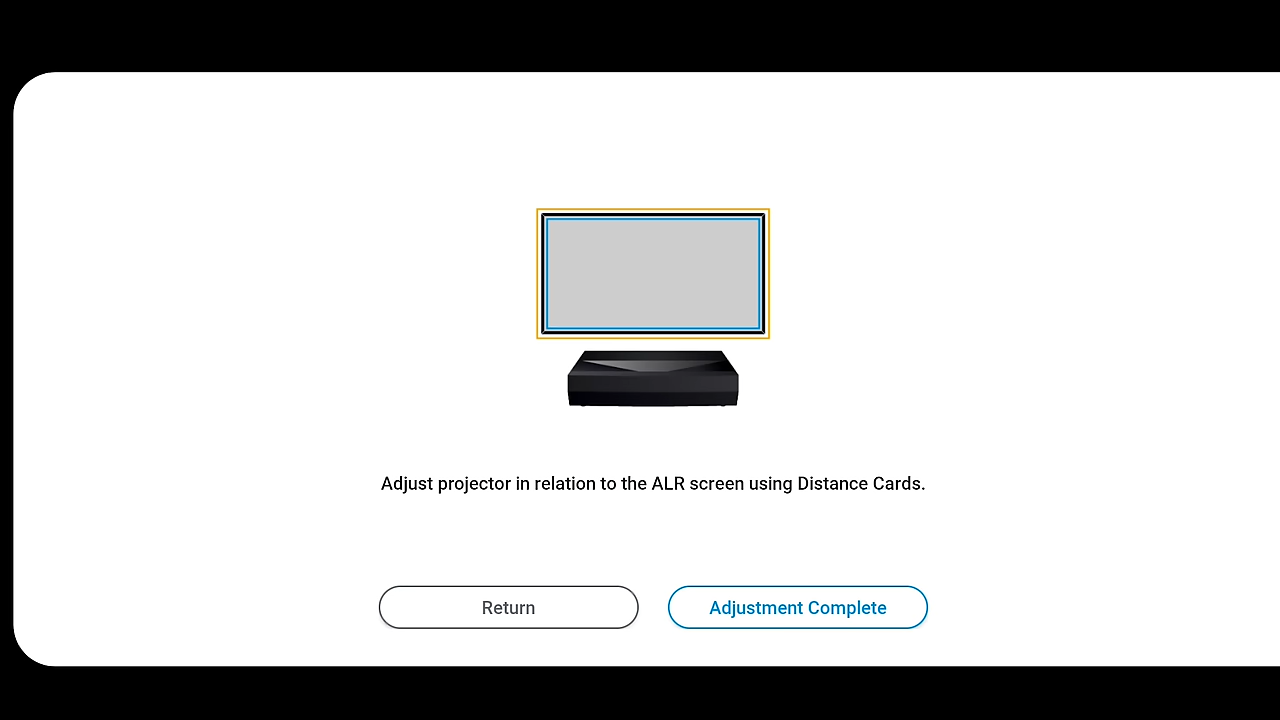 Adjust projector in relation to the ALR screen using Distance Cards.
Return
Adjustment Complete